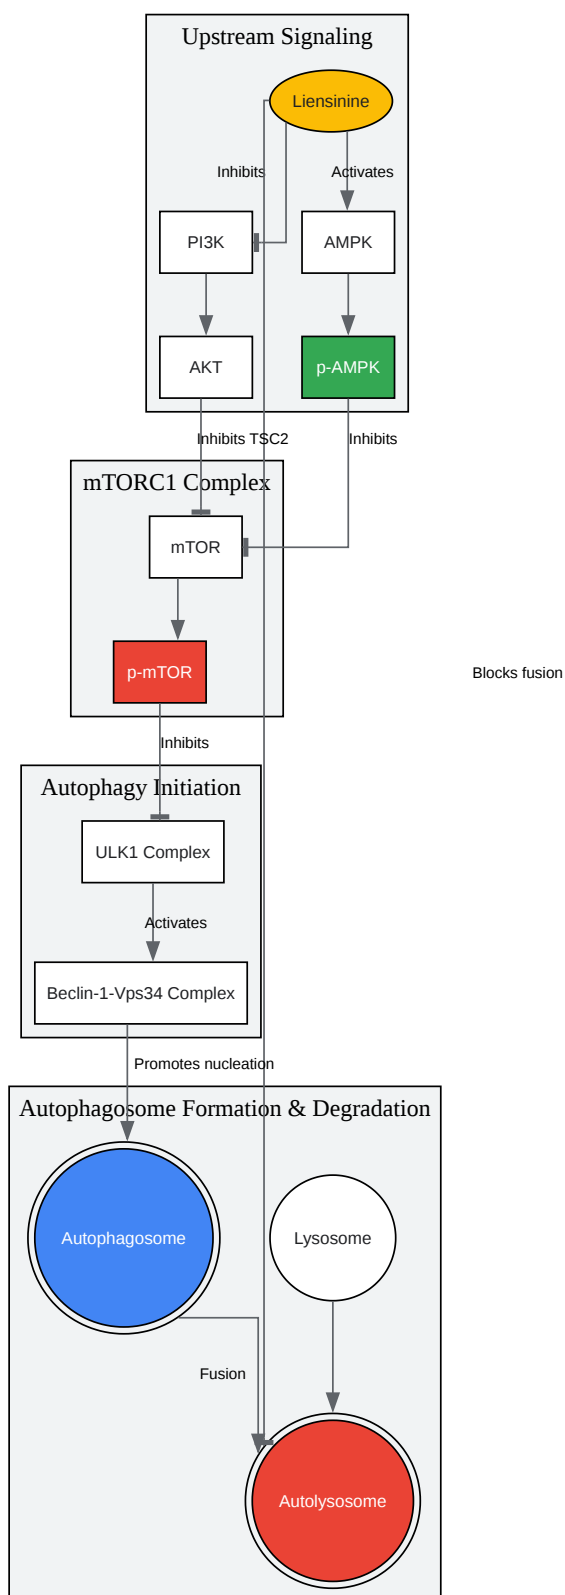 Upstream Signaling
Liensinine
Inhibits
Activates
PI3K
AMPK
AKT
p-AMPK
Inhibits TSC2
Inhibits
mTORC1 Complex
mTOR
p-mTOR
Blocks fusion
Inhibits
Autophagy Initiation
ULK1 Complex
Activates
Beclin-1-Vps34 Complex
Promotes nucleation
Autophagosome Formation & Degradation
Autophagosome
Lysosome
Fusion
Autolysosome